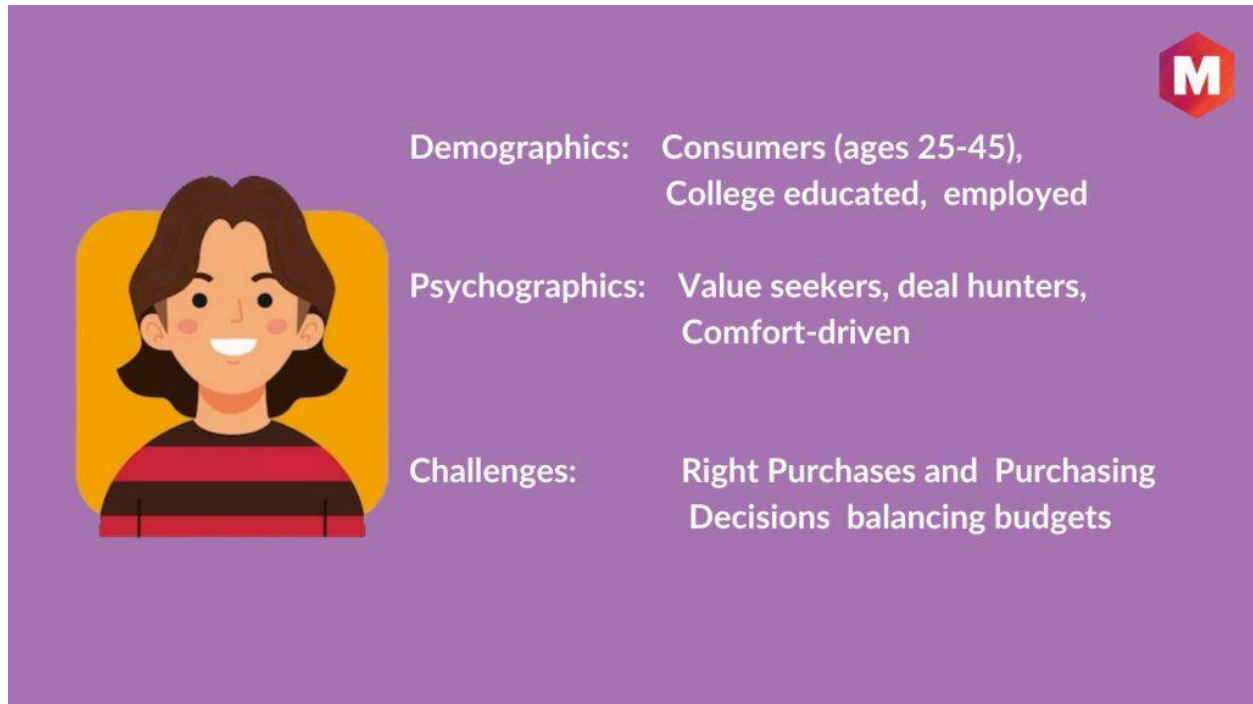 M
Demographics: Consumers (ages 25-45),
College educated, employed
Psychographics: Value seekers, deal hunters,
Comfort-driven
Challenges: Right Purchases and Purchasing
Decisions balancing budgets